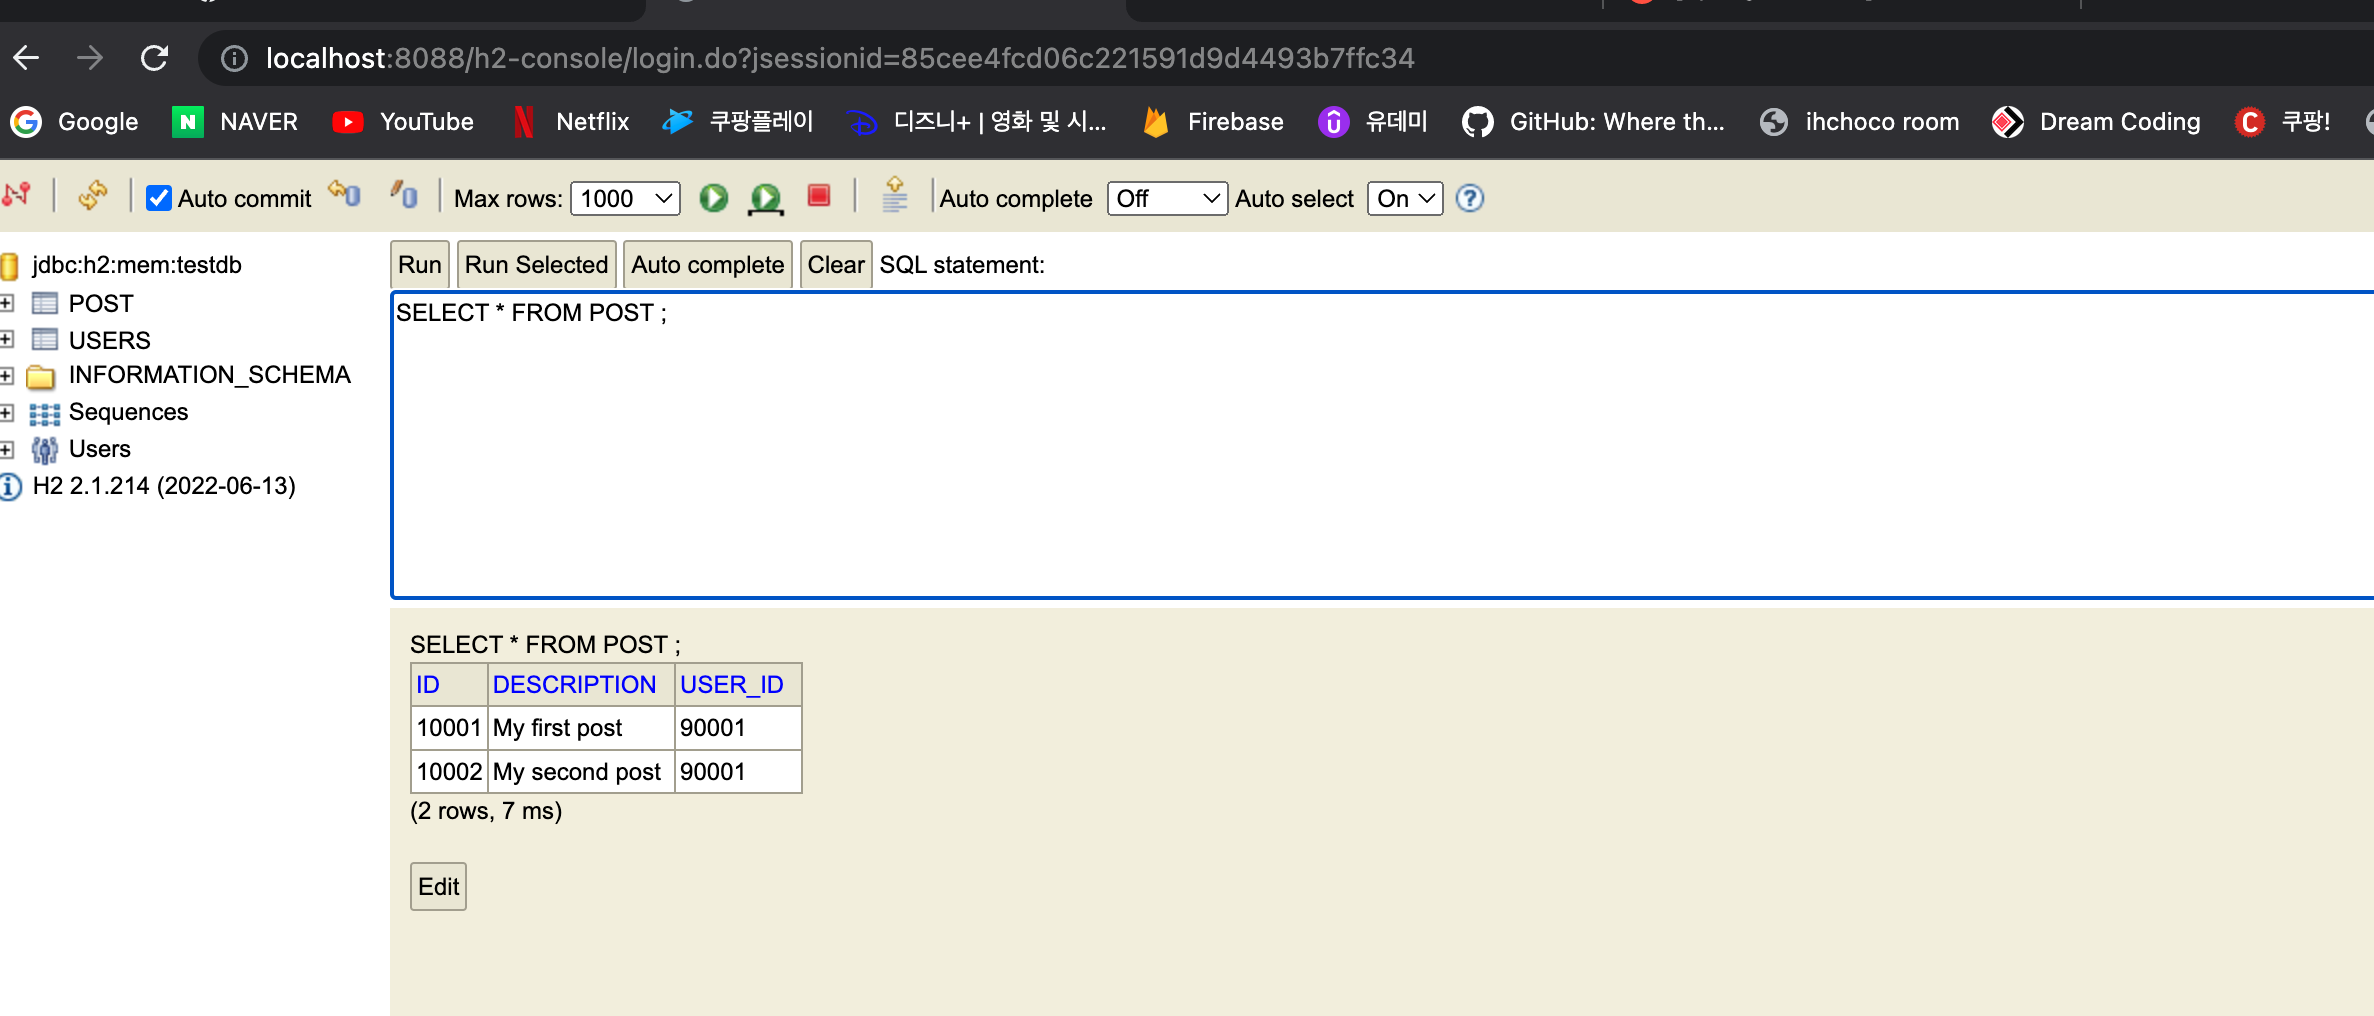 localhost:8088/h2-console/login.do?jsessionid=85cee4fcd06c221591d9d4493b7ffc34
Google NAVER YouTube Netflix 쿠팡플레이 디즈니+ | 영화 및 시... Firebase 유데미 GitHub: Where th... ihchoco room Dream Coding 쿠팡!
Auto commit Max rows: 1000 Auto complete Off Auto select On
jdbc:h2:mem:testdb
POST
USERS
INFORMATION_SCHEMA
Sequences
Users
H2 2.1.214 (2022-06-13)
Run Run Selected Auto complete Clear SQL statement:
SELECT * FROM POST ;
SELECT * FROM POST ;
ID DESCRIPTION USER_ID
10001 My first post 90001
10002 My second post 90001
(2 rows, 7 ms)
Edit